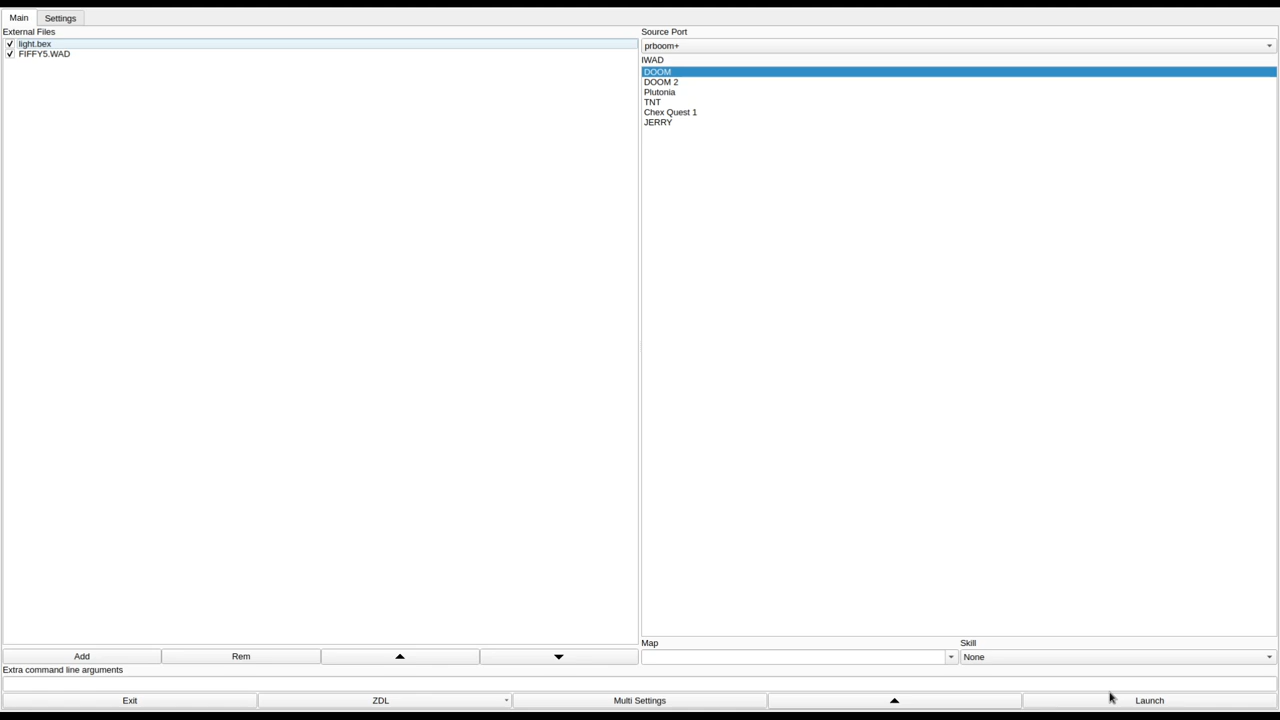 Main Settings
External Files
light.bex
FIFFY5.WAD
Source Port
prboom+
IWAD
DOOM
DOOM 2
Plutonia
TNT
Chex Quest 1
JERRY
Map Skill
None
Add Rem
Extra command line arguments
Exit ZDL Multi Settings Launch